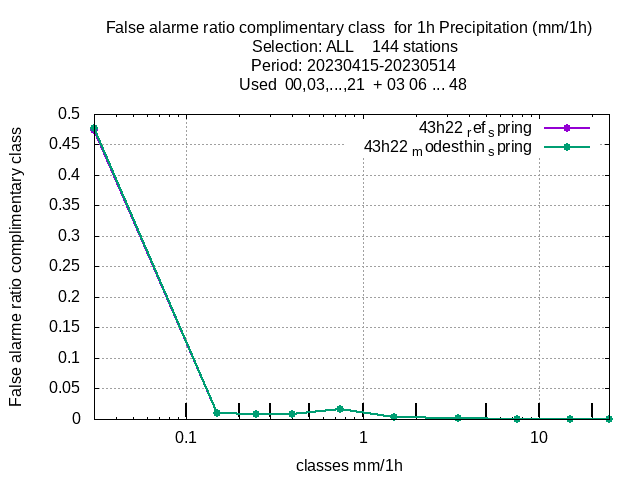 False alarme ratio complimentary class  for 1h Precipitation (mm/1h)
Selection: ALL    144 stations
Period: 20230415-20230514
Used  00,03,...,21  + 03 06 ... 48
43h22 ref spring
43h22 modesthin spring
False alarme ratio complimentary class
0.5
0.45
0.4
0.35
0.3
0.25
0.2
0.15
0.1
0.05
0
0.1
1
10
classes mm/1h